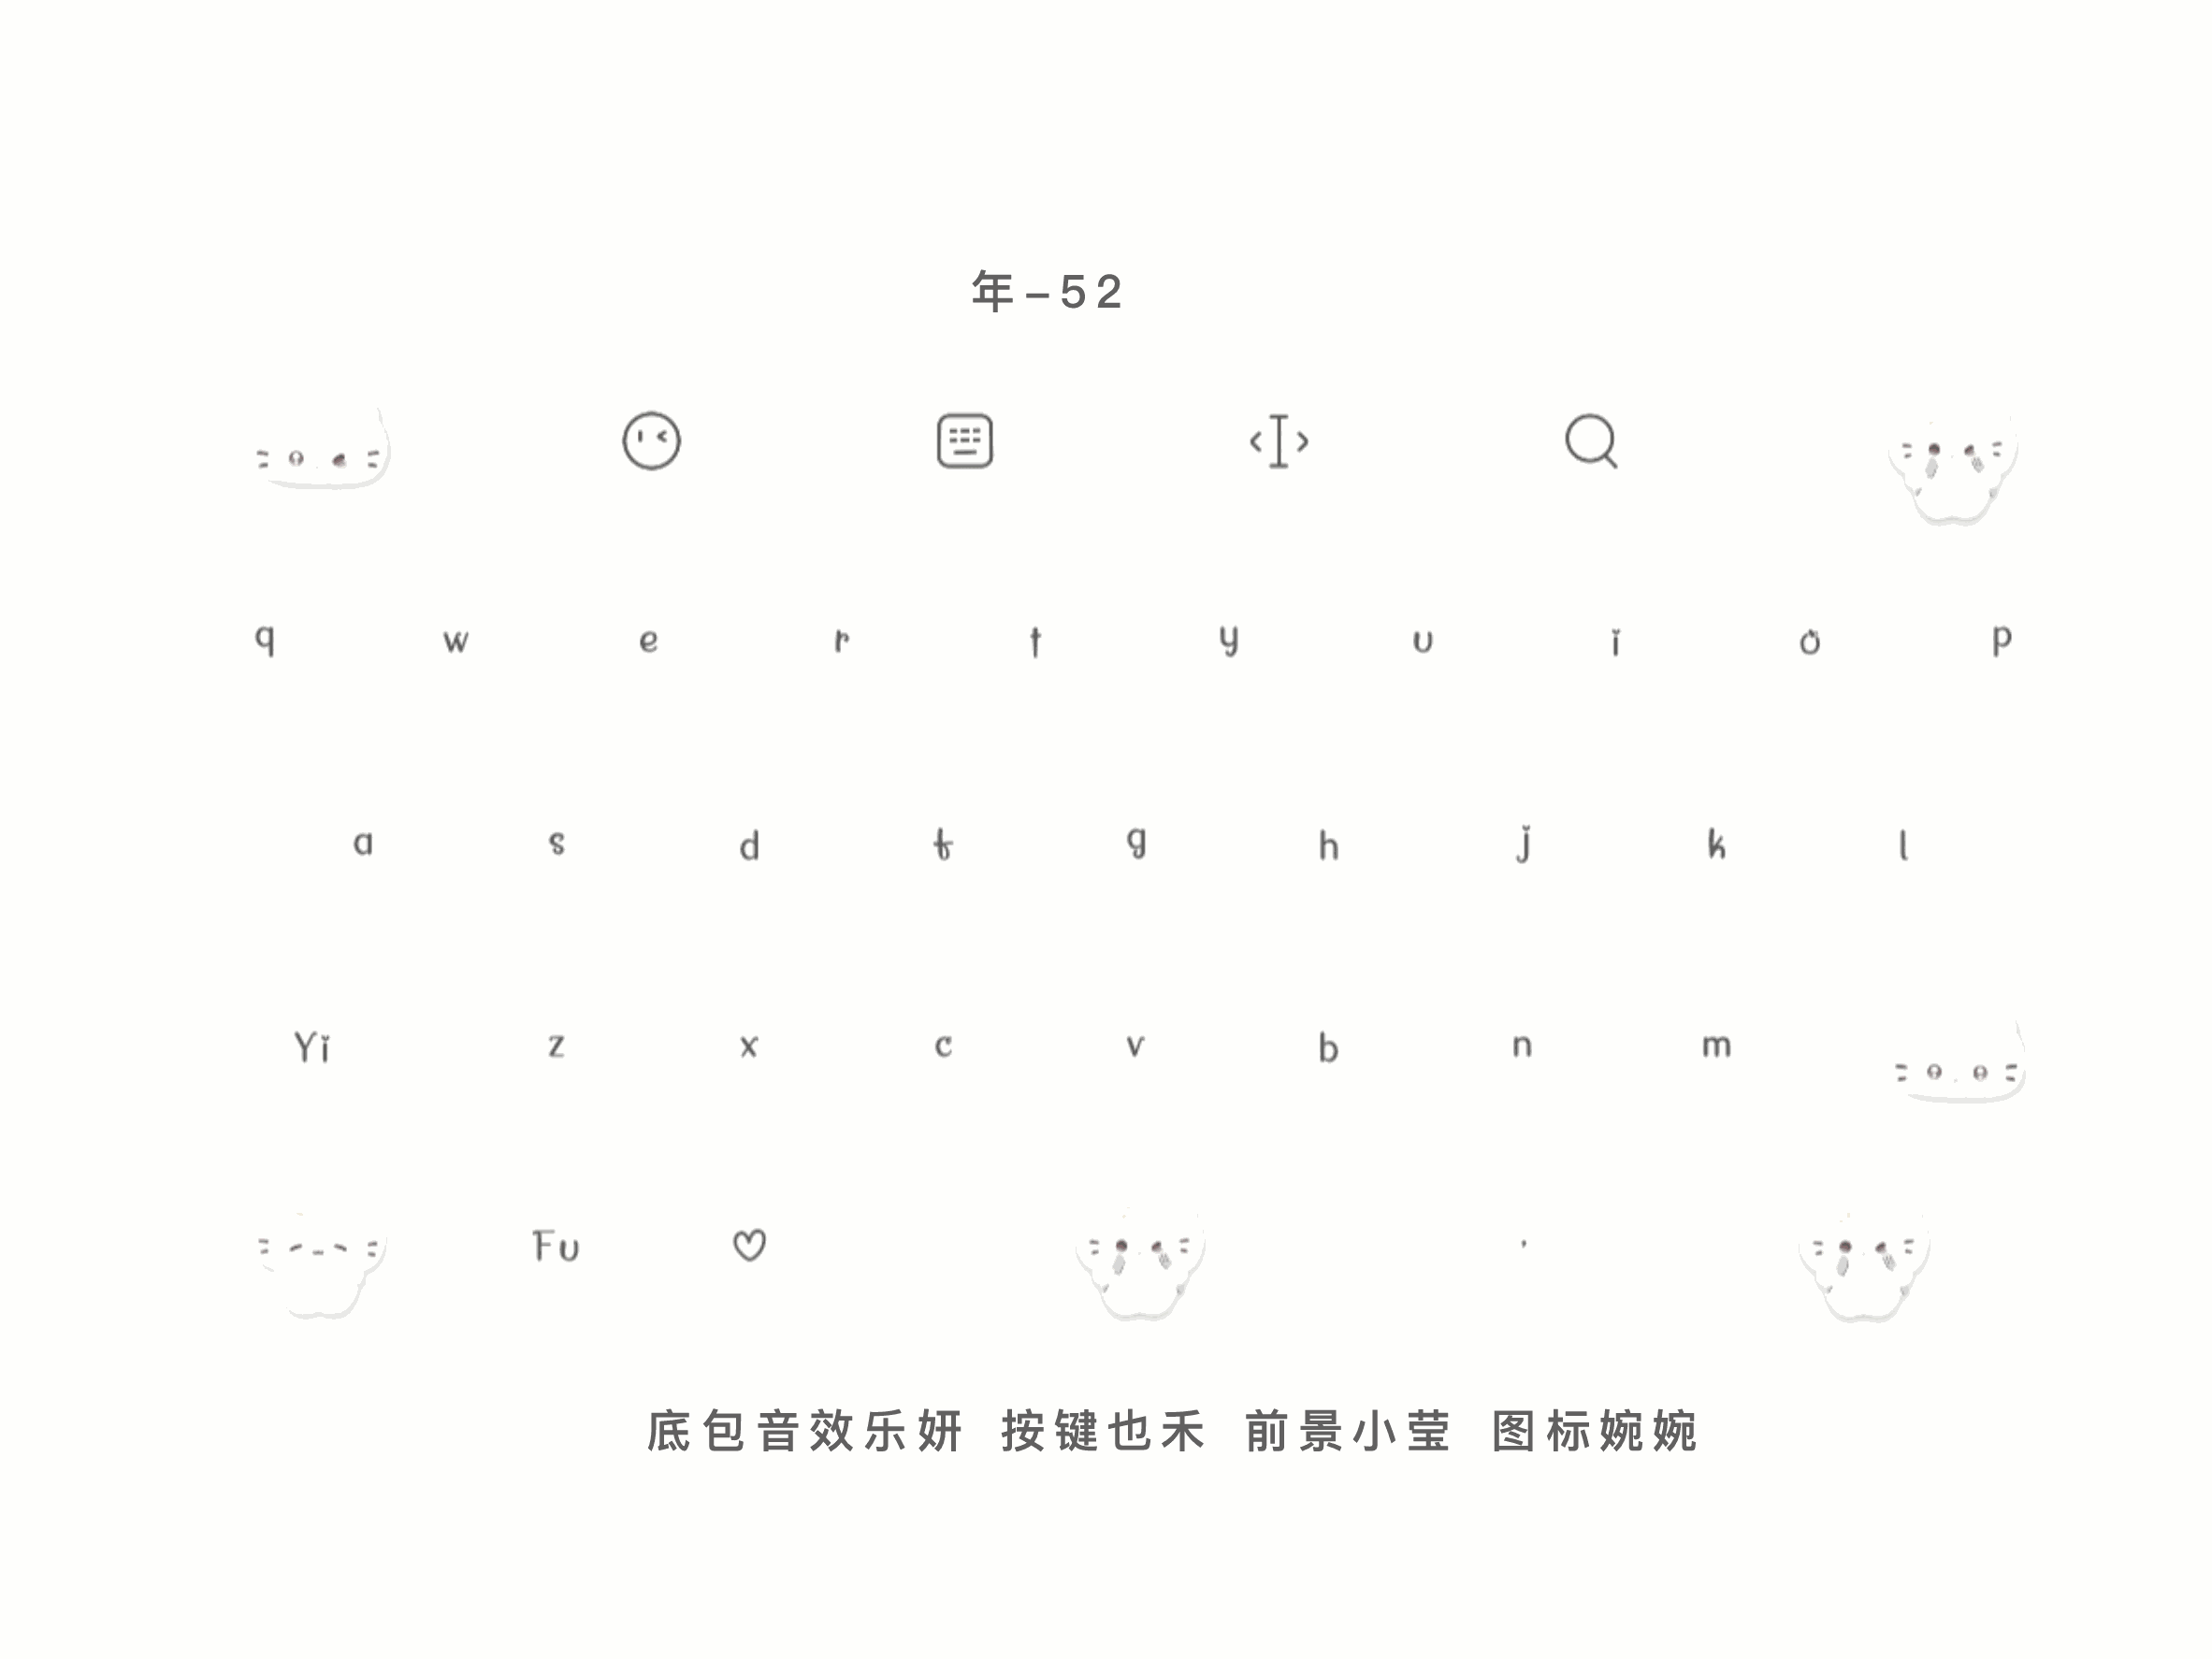 年-52
q w e r t y u i o p
a s d f g h j k l
Yi z x c v b n m
Fu ,
底包音效乐妍 按键也禾 前景小莹 图标婉婉